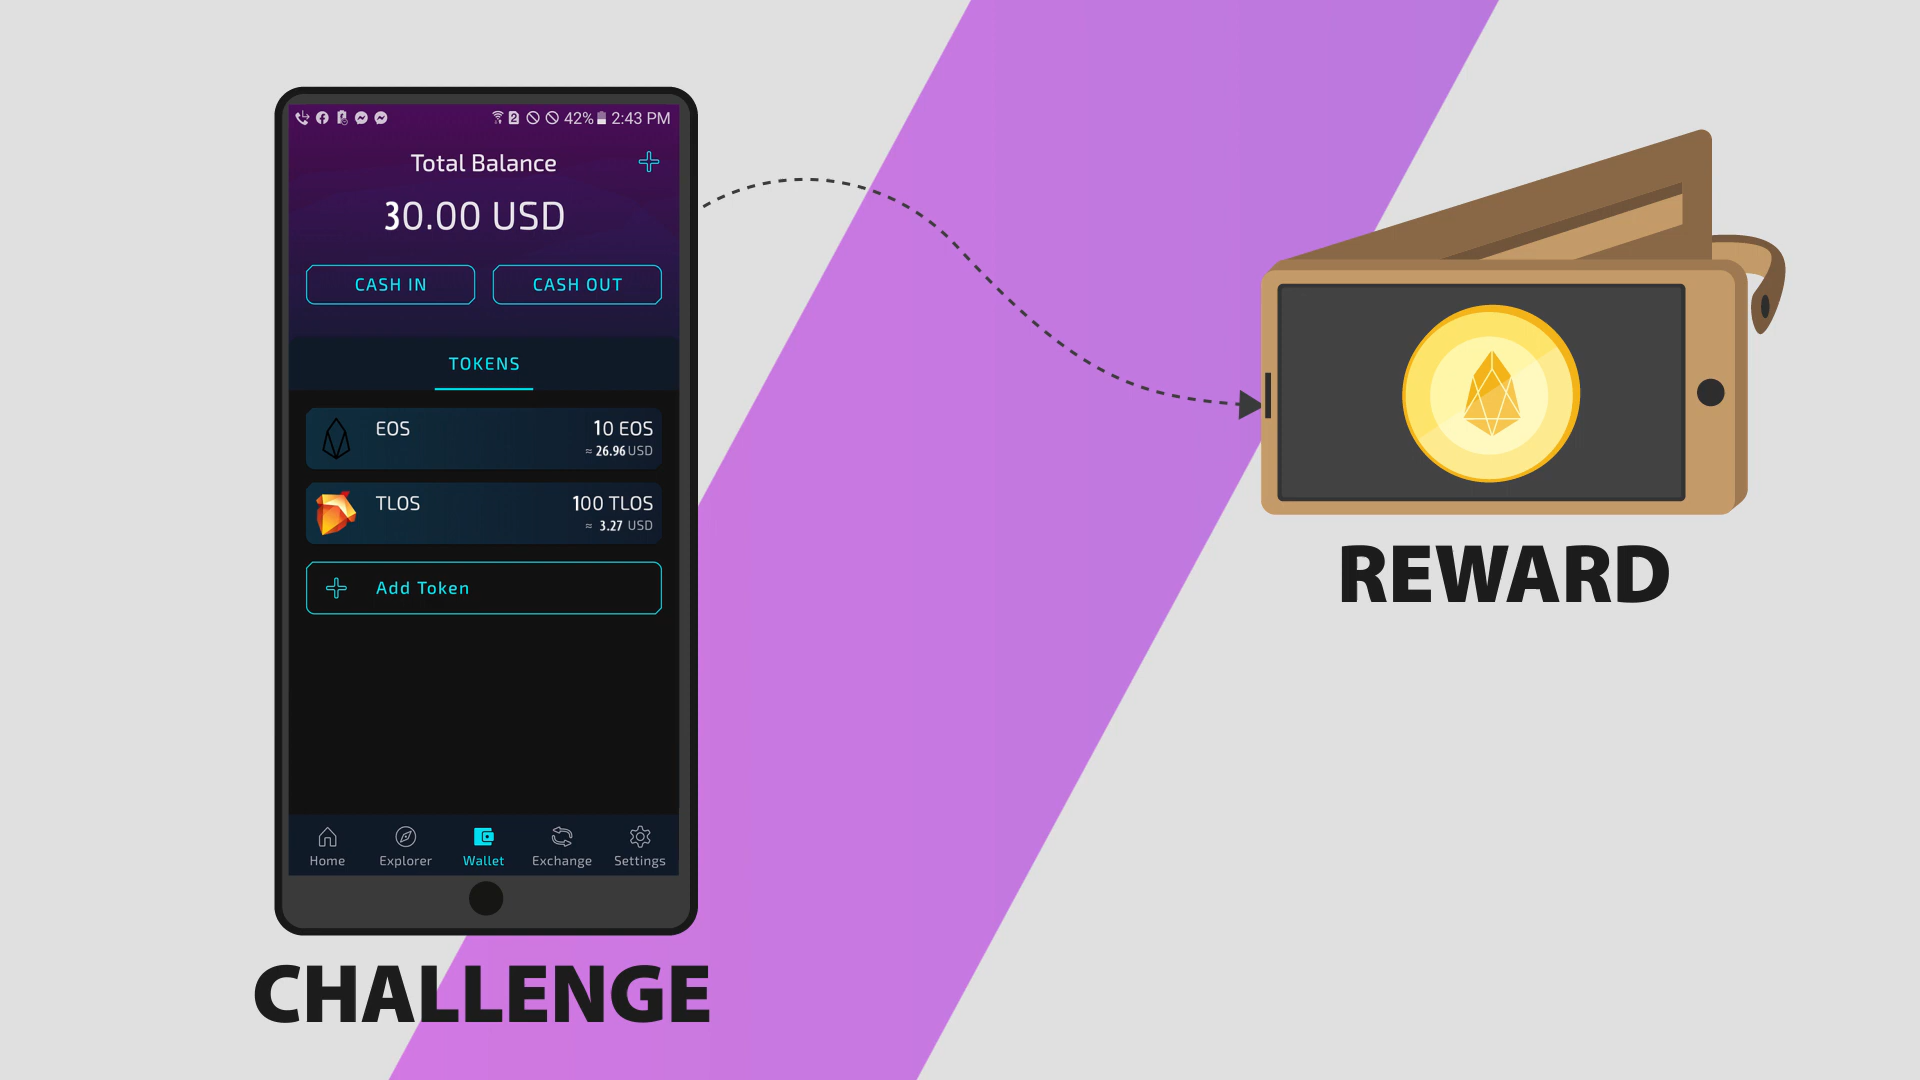 42% 2:43 PM
Total Balance
30.00 USD
CASH IN CASH OUT
TOKENS
EOS 10 EOS
≈ 26.96 USD
TLOS 100 TLOS
≈ 3.27 USD
Add Token
Home Explorer Wallet Exchange Settings
CHALLENGE
REWARD